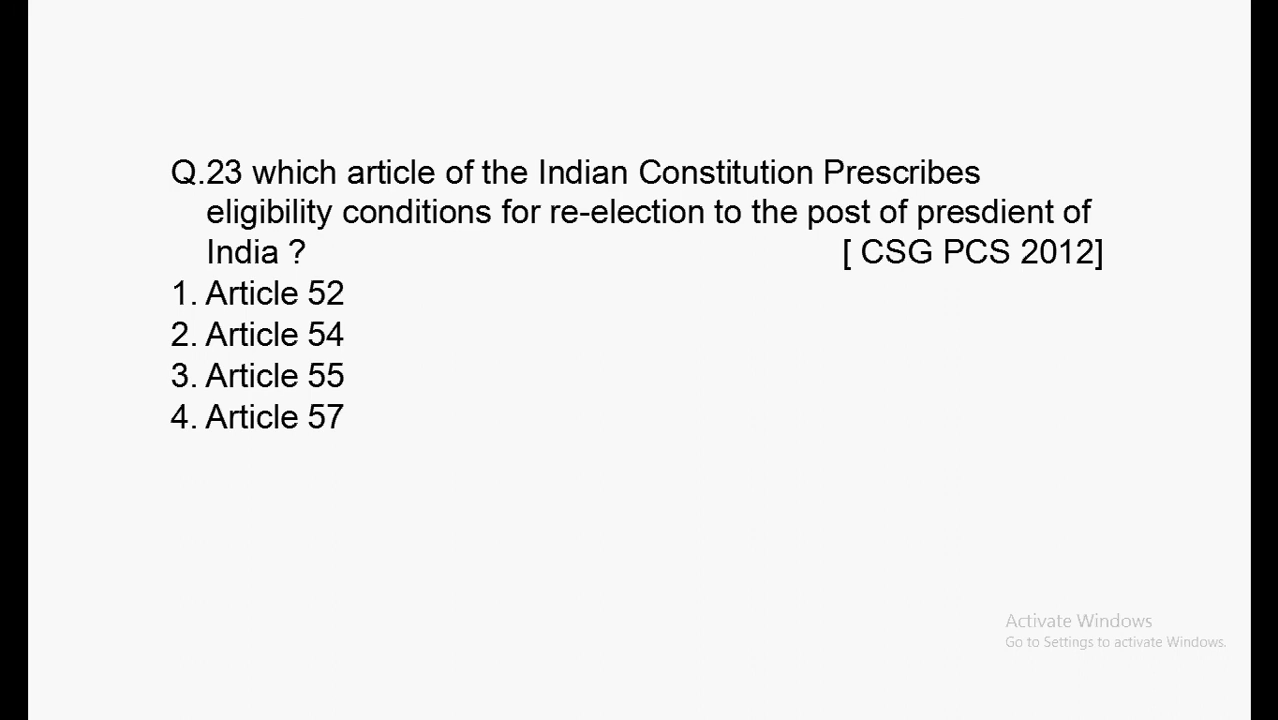 Q.23 which article of the Indian Constitution Prescribes
eligibility conditions for re-election to the post of presdient of
India ? [ CSG PCS 2012]
1. Article 52
2. Article 54
3. Article 55
4. Article 57
Activate Windows
Go to Settings to activate Windows.